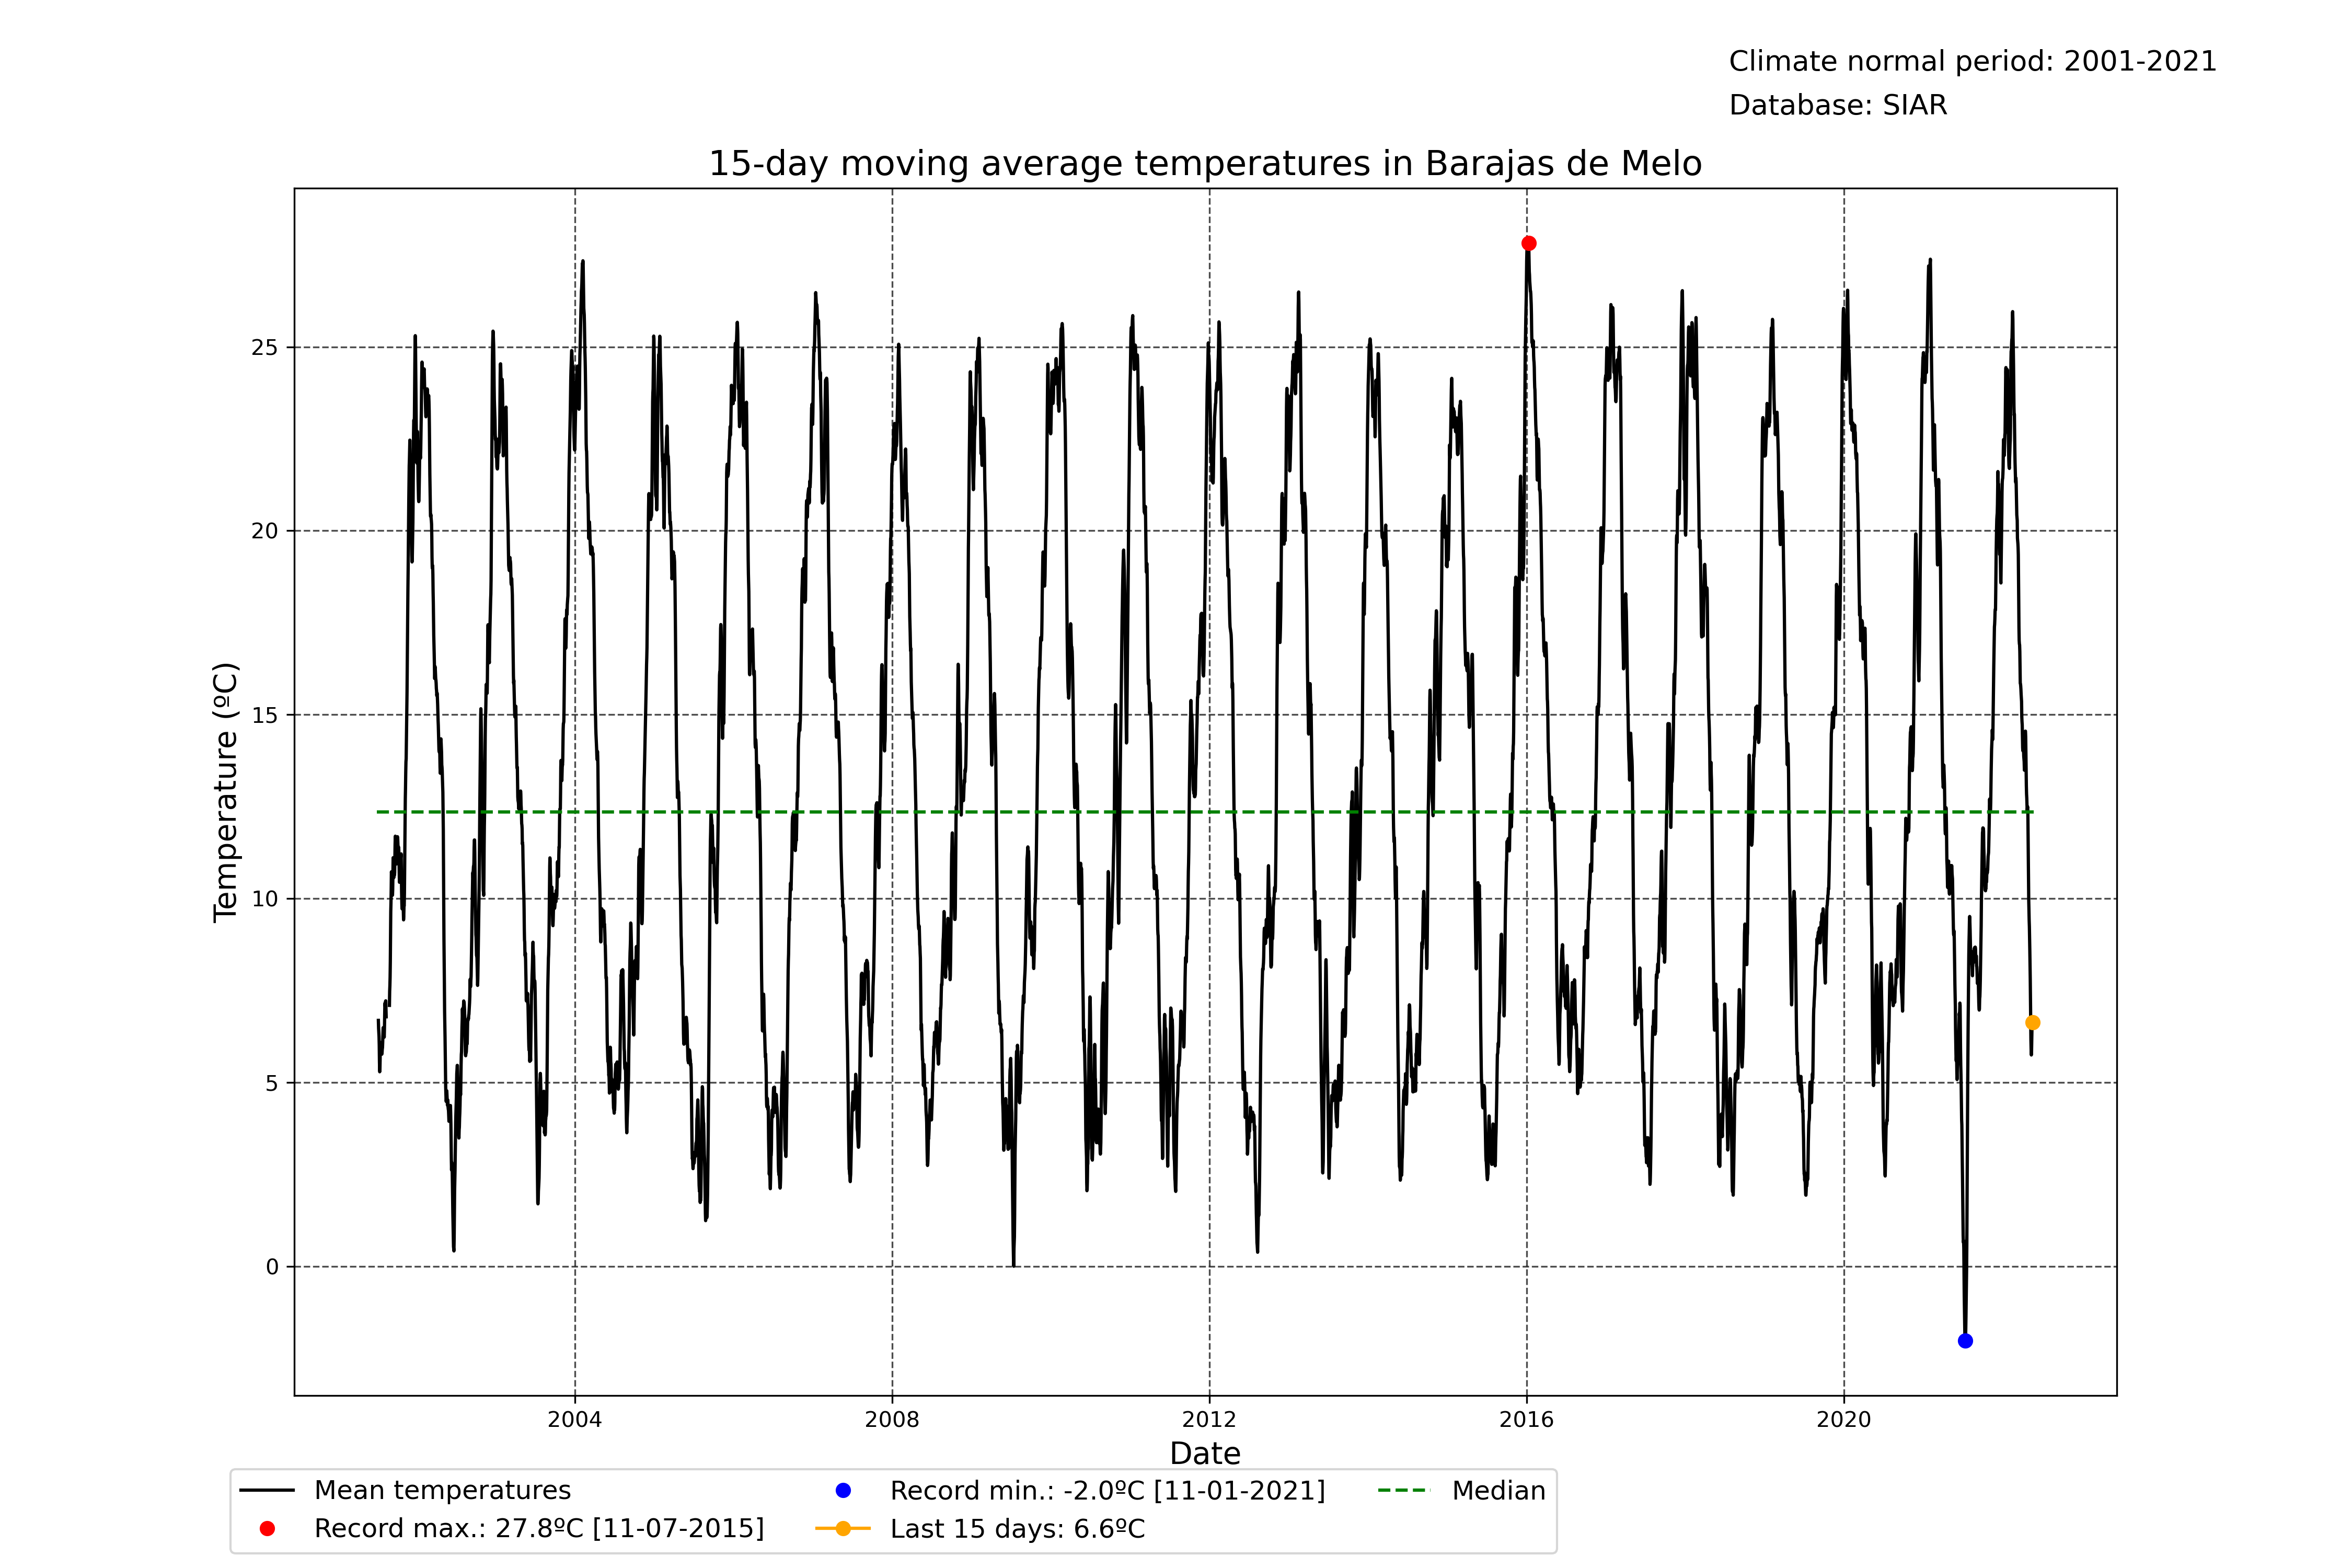 Climate normal period: 2001-2021
Database: SIAR
15-day moving average temperatures in Barajas de Melo
Temperature (ºC)
25
20
15
10
5
0
2004
2008
2012
2016
2020
Date
Mean temperatures
Record max.: 27.8ºC [11-07-2015]
Record min.: -2.0ºC [11-01-2021]
Last 15 days: 6.6ºC
Median